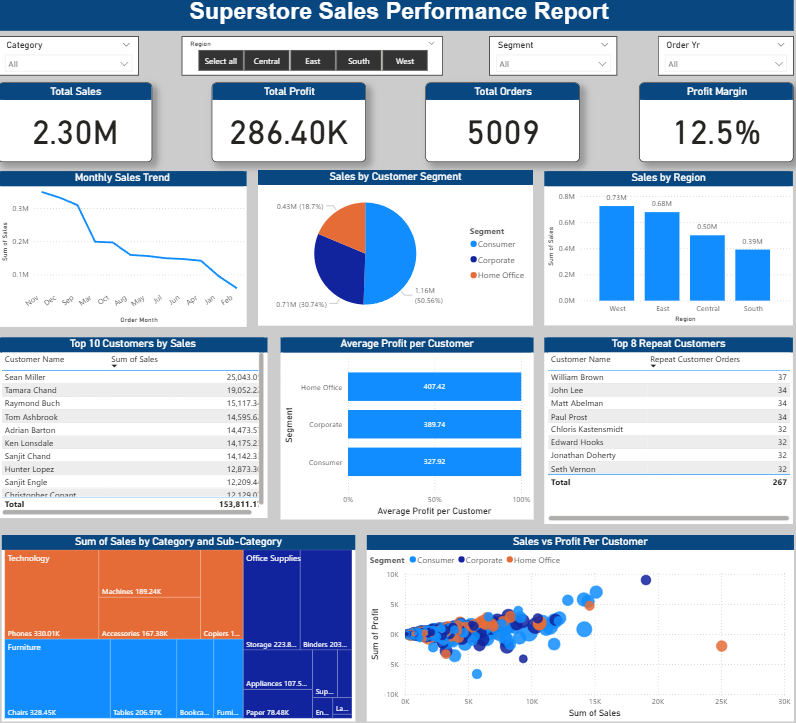 Superstore Sales Performance Report
Category
All
Region
Select all Central East South West
Segment
All
Order Yr
All
Total Sales
2.30M
Total Profit
286.40K
Total Orders
5009
Profit Margin
12.5%
Monthly Sales Trend
Sum of Sales
0.3M
0.2M
0.1M
Nov Dec Sep Mar Oct Aug May Jul Jun Apr Jan Feb
Order Month
Sales by Customer Segment
0.43M (18.7%)
0.71M (30.74%)
1.16M
(50.56%)
Segment
Consumer
Corporate
Home Office
Sales by Region
Sum of Sales
0.8M
0.6M
0.4M
0.2M
0.0M
0.73M
0.68M
0.50M
0.39M
West East Central South
Region
Top 10 Customers by Sales
Customer Name Sum of Sales
Sean Miller 25,043.0
Tamara Chand 19,052.2
Raymond Buch 15,117.3
Tom Ashbrook 14,595.6
Adrian Barton 14,473.5
Ken Lonsdale 14,175.2
Sanjit Chand 14,142.3
Hunter Lopez 12,873.3
Sanjit Engle 12,209.4
Christopher Conant 12,129.0
Total 153,811.1
Average Profit per Customer
Segment
Home Office 407.42
Corporate 389.74
Consumer 327.92
0% 50% 100%
Average Profit per Customer
Top 8 Repeat Customers
Customer Name Repeat Customer Orders
William Brown 37
John Lee 34
Matt Abelman 34
Paul Prost 34
Chloris Kastensmidt 32
Edward Hooks 32
Jonathan Doherty 32
Seth Vernon 32
Total 267
Sum of Sales by Category and Sub-Category
Technology
Phones 330.01K
Machines 189.24K
Accessories 167.38K
Copiers 1...
Furniture
Chairs 328.45K
Tables 206.97K
Bookca...
Furni...
Office Supplies
Storage 223.8...
Binders 203...
Appliances 107.5...
Paper 78.48K
Sup...
En...
La...
Sales vs Profit Per Customer
Segment Consumer Corporate Home Office
Sum of Profit
10K
5K
0K
-5K
-10K
0K 5K 10K 15K 20K 25K 30K
Sum of Sales